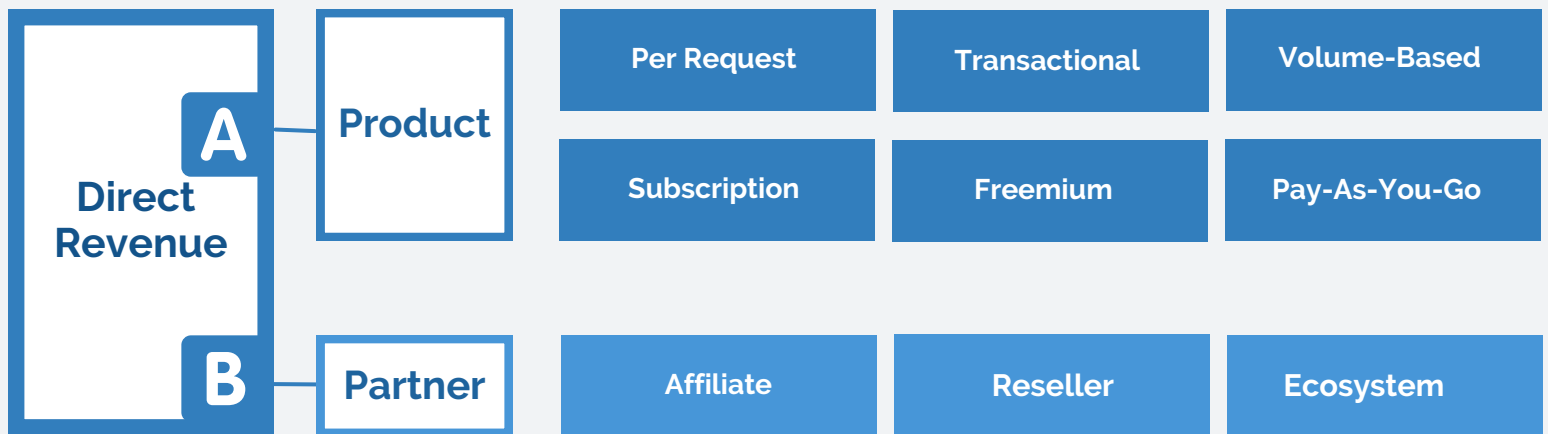 A
Direct
Revenue
B
Product
Per Request
Transactional
Volume-Based
Subscription
Freemium
Pay-As-You-Go
Partner
Affiliate
Reseller
Ecosystem